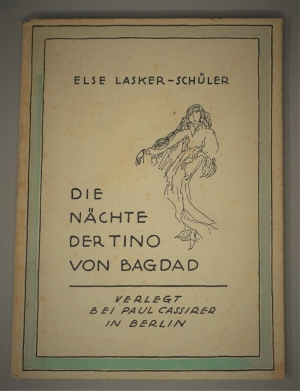 ELSE LASKER-SCHÜLER
DIE
NÄCHTE
DER TINO
VON BAGDAD
VERLEGT
BEI PAUL CASSIRER
IN BERLIN